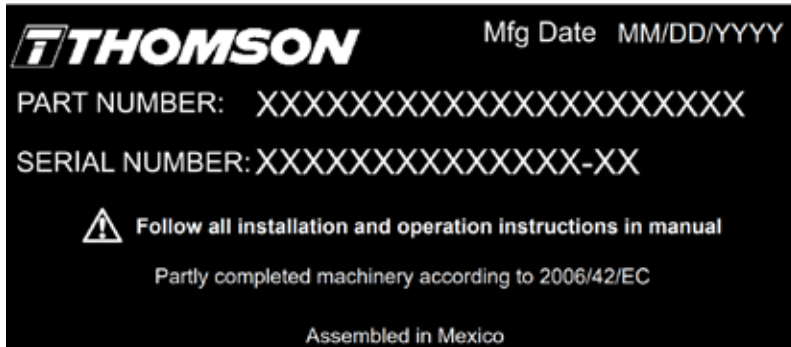 THOMSON Mfg Date MM/DD/YYYY
PART NUMBER: XXXXXXXXXXXXXXXXXXXXXX
SERIAL NUMBER: XXXXXXXXXXXXXX-XX
Follow all installation and operation instructions in manual
Partly completed machinery according to 2006/42/EC
Assembled in Mexico